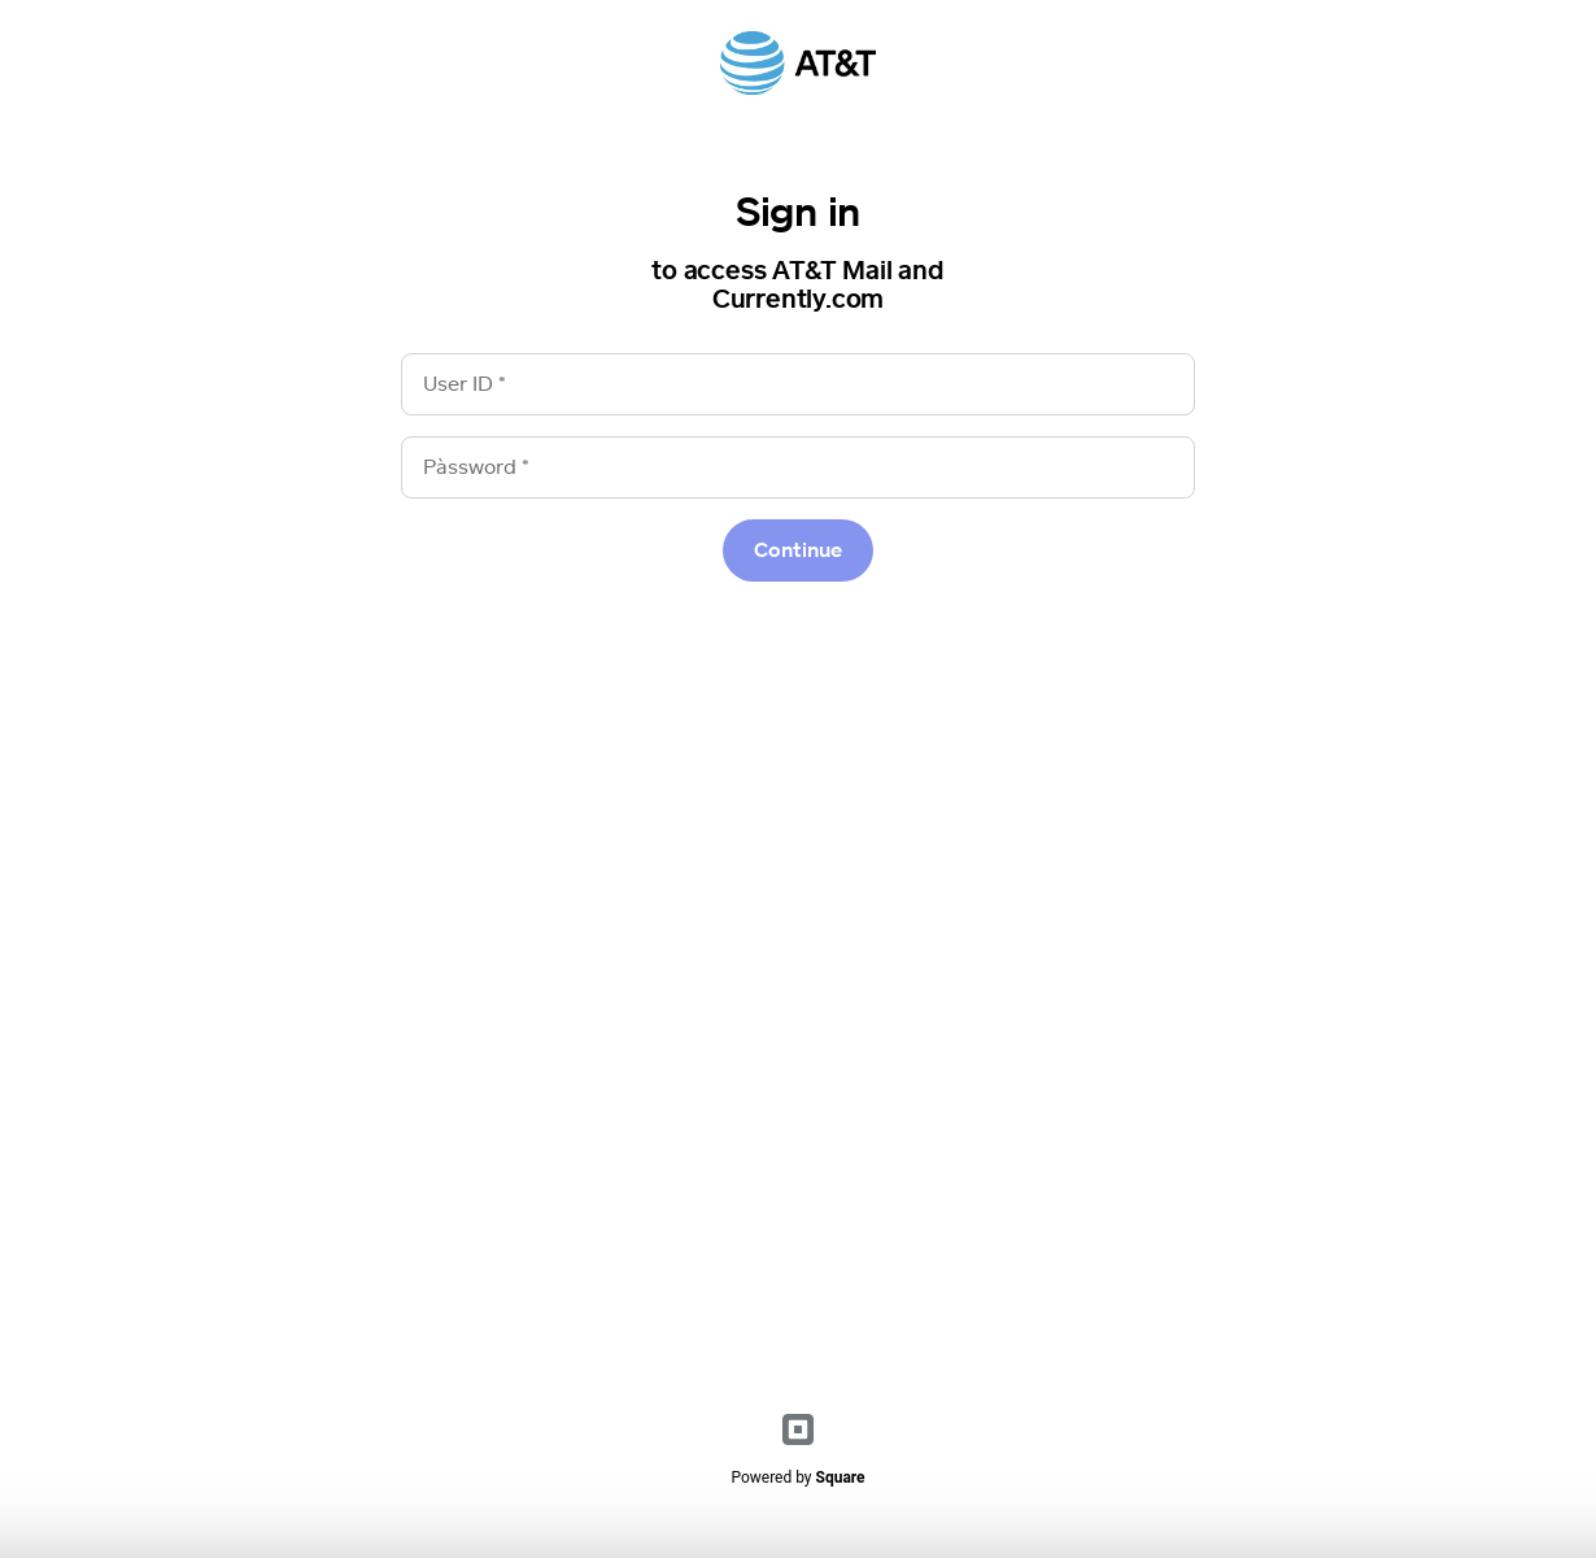 AT&T
Sign in
to access AT&T Mail and
Currently.com
User ID *
Pàssword *
Continue
Powered by Square